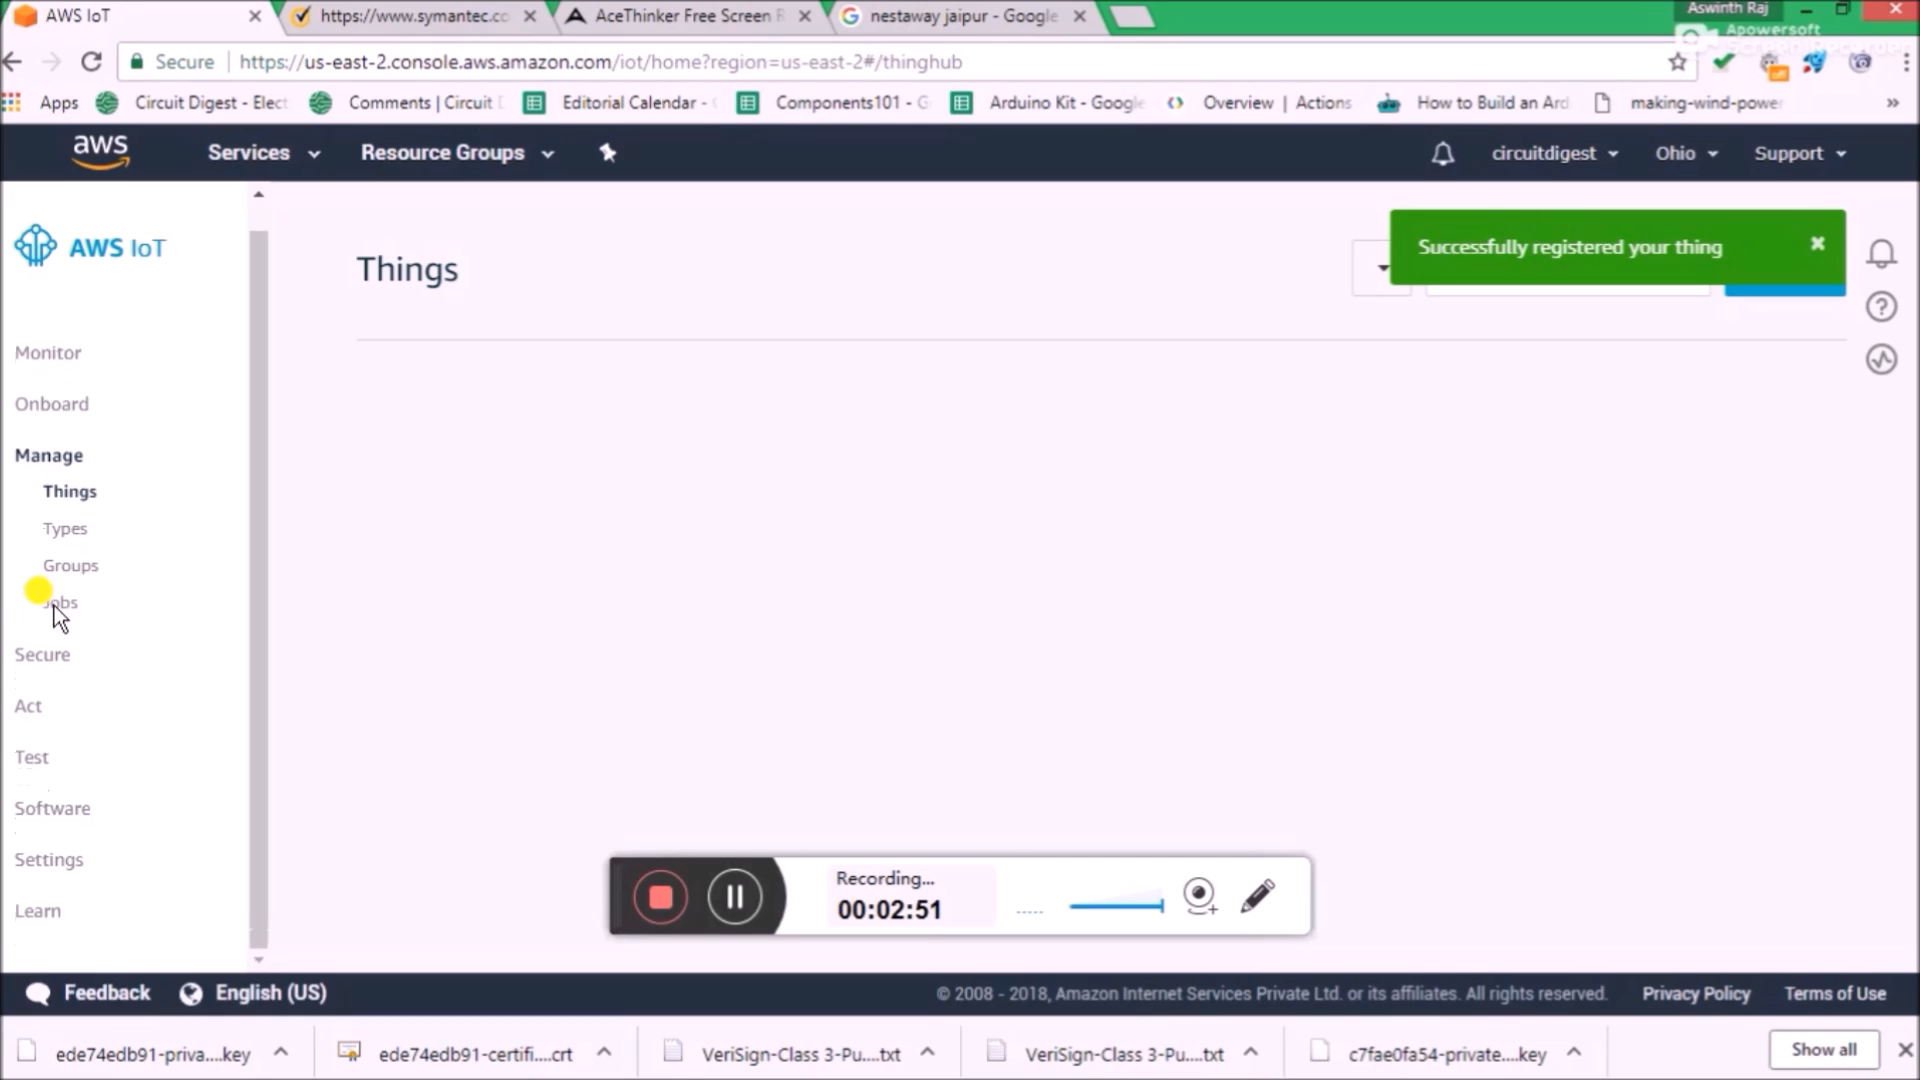 AWS IoT
https://www.symantec.co
AceThinker Free Screen R
nestaway jaipur - Google
Aswinth Raj
Apowersoft
Screen Recorder
Secure
https://us-east-2.console.aws.amazon.com/iot/home?region=us-east-2#/thinghub
Apps
Circuit Digest - Elect
Comments | Circuit
Editorial Calendar -
Components101 - G
Arduino Kit - Google
Overview | Actions
How to Build an Ard
making-wind-power
»
aws
Services
Resource Groups
circuitdigest
Ohio
Support
AWS IoT
Things
Successfully registered your thing
Monitor
Onboard
Manage
Things
Types
Groups
Jobs
Secure
Act
Test
Software
Settings
Learn
Recording...
00:02:51
Feedback
English (US)
© 2008 - 2018, Amazon Internet Services Private Ltd. or its affiliates. All rights reserved.
Privacy Policy
Terms of Use
ede74edb91-priva....key
ede74edb91-certifi....crt
VeriSign-Class 3-Pu....txt
VeriSign-Class 3-Pu....txt
c7fae0fa54-private....key
Show all